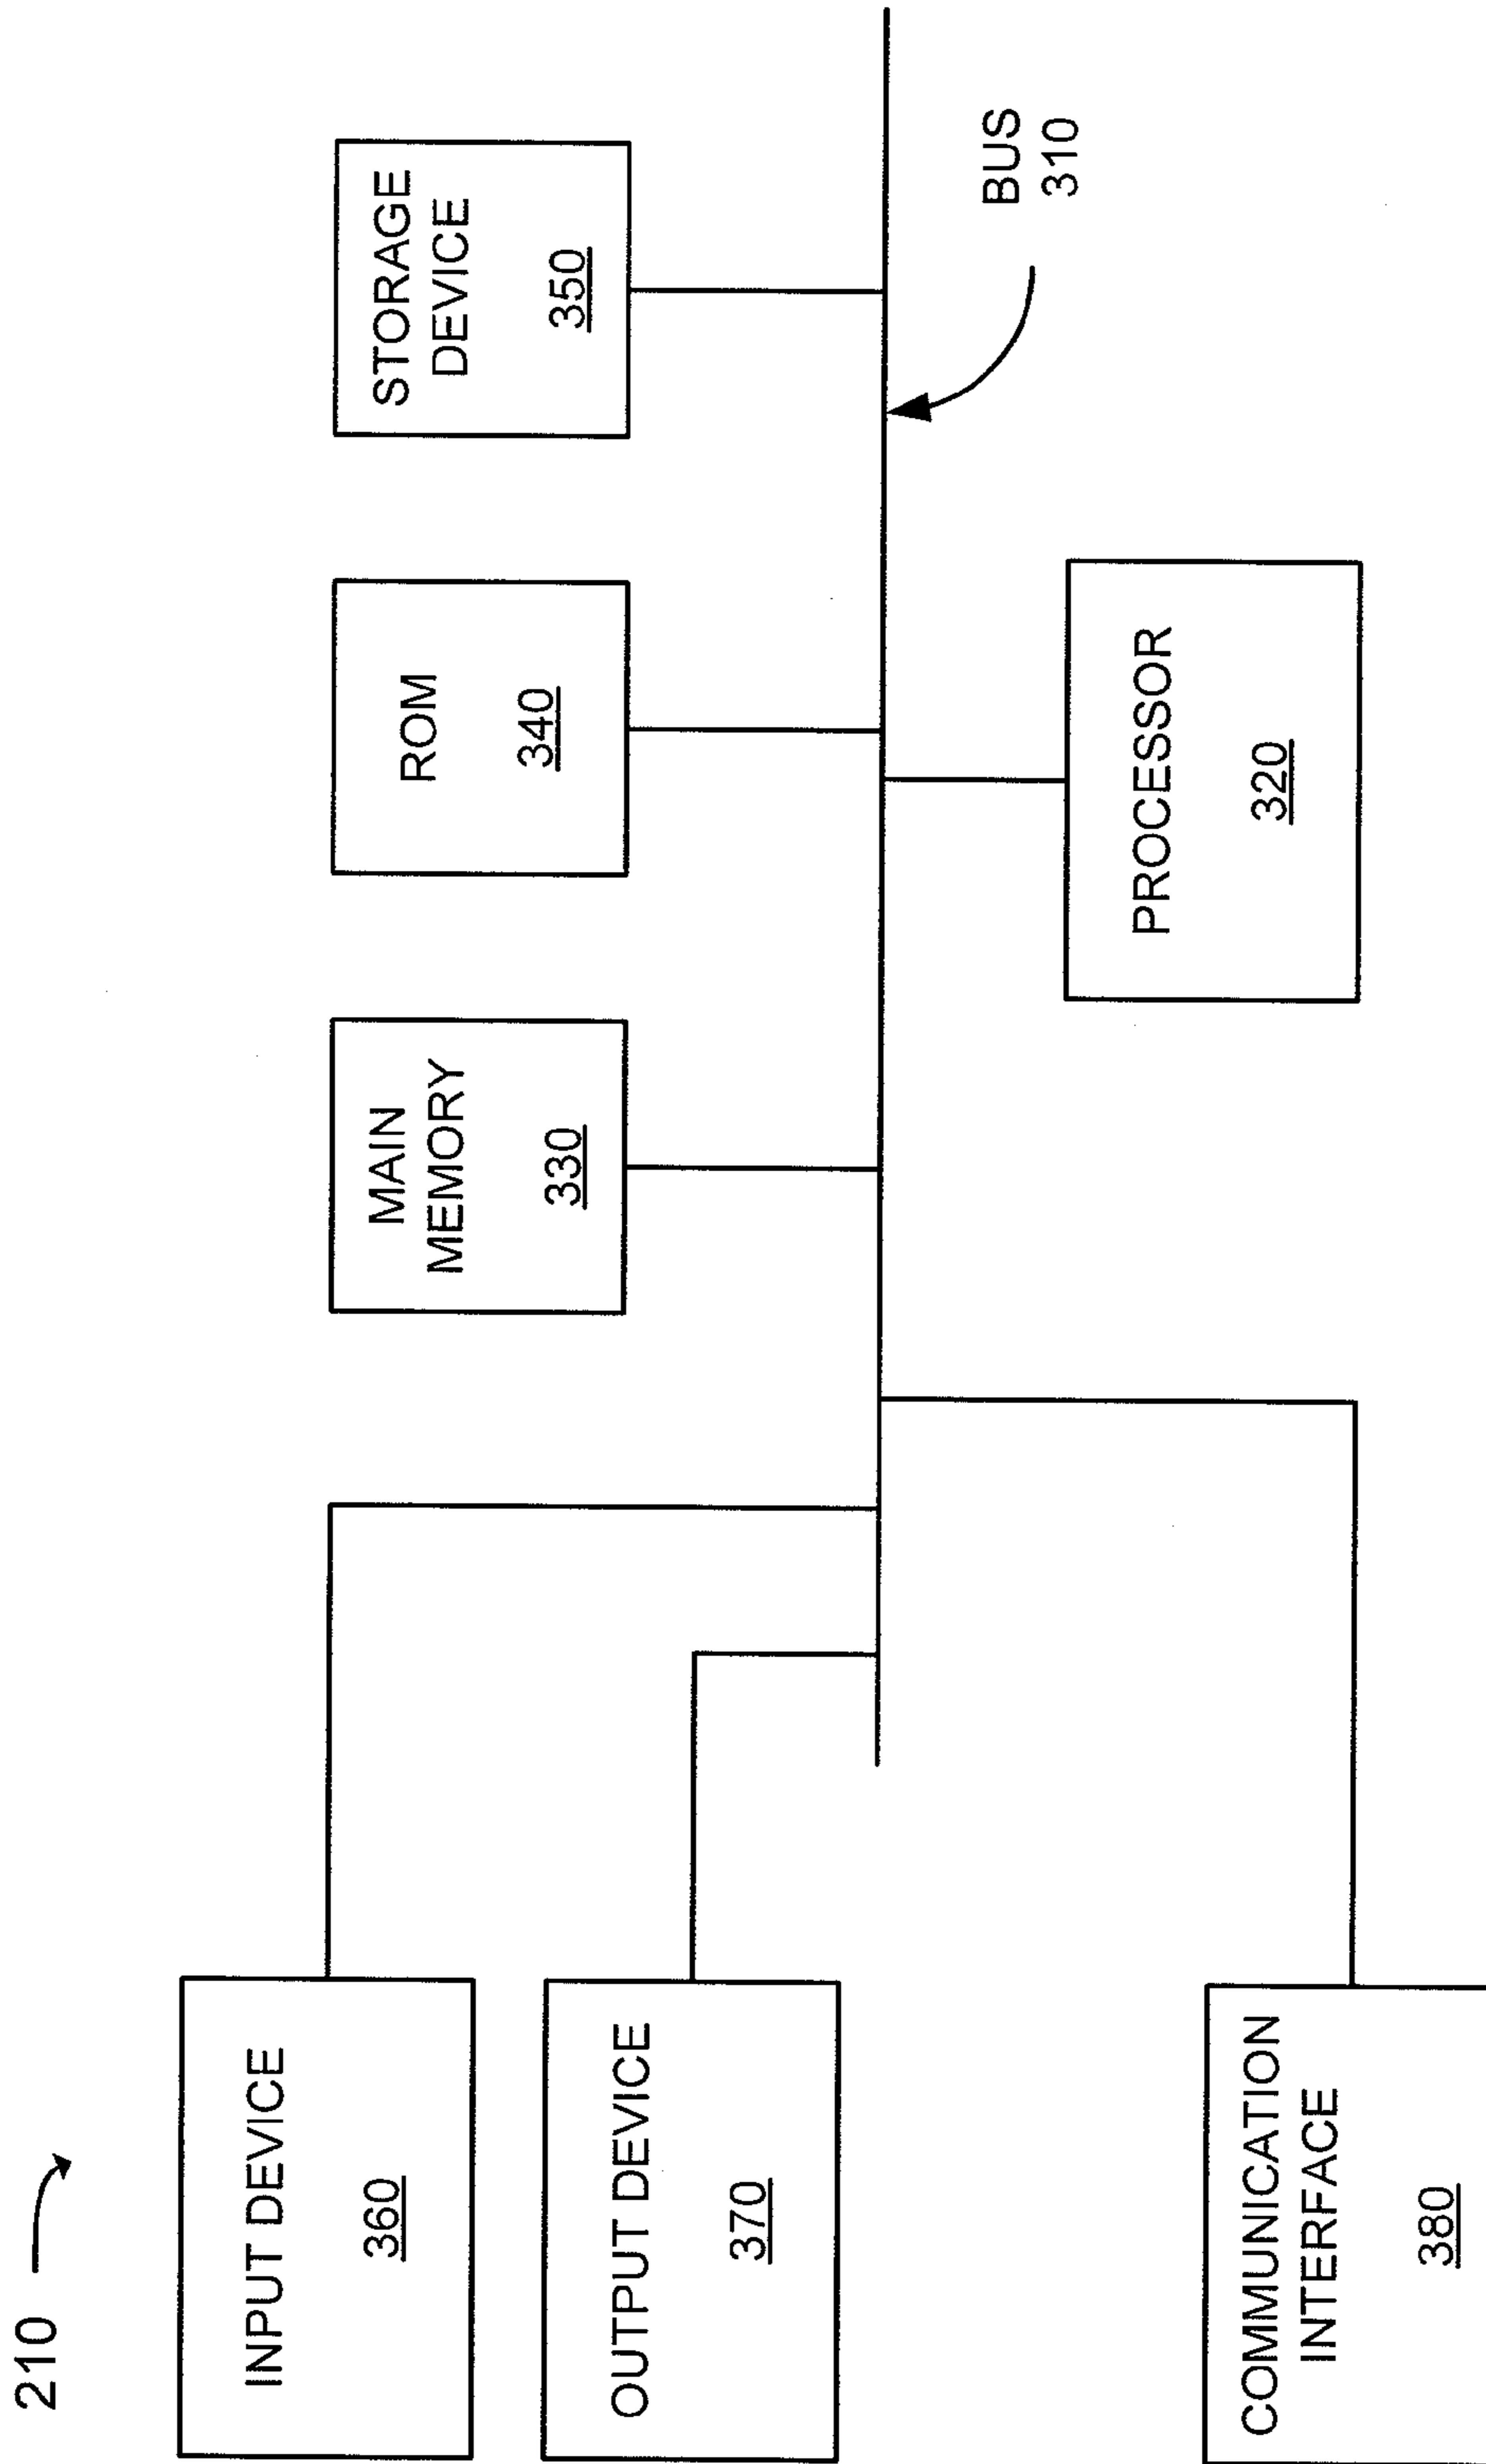 210
INPUT DEVICE
360
OUTPUT DEVICE
370
COMMUNICATION
INTERFACE
380
MAIN
MEMORY
330
ROM
340
STORAGE
DEVICE
350
PROCESSOR
320
BUS
310